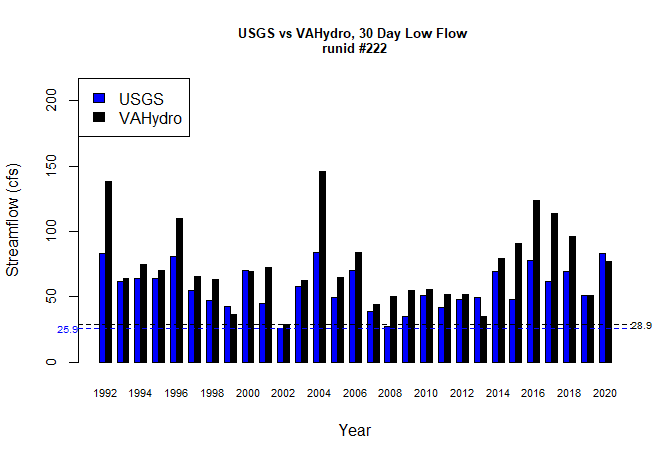 USGS vs VAHydro, 30 Day Low Flow
runid #222
USGS
VAHydro
Streamflow (cfs)
200
150
100
50
0
25.9
28.9
1992 1994 1996 1998 2000 2002 2004 2006 2008 2010 2012 2014 2016 2018 2020
Year